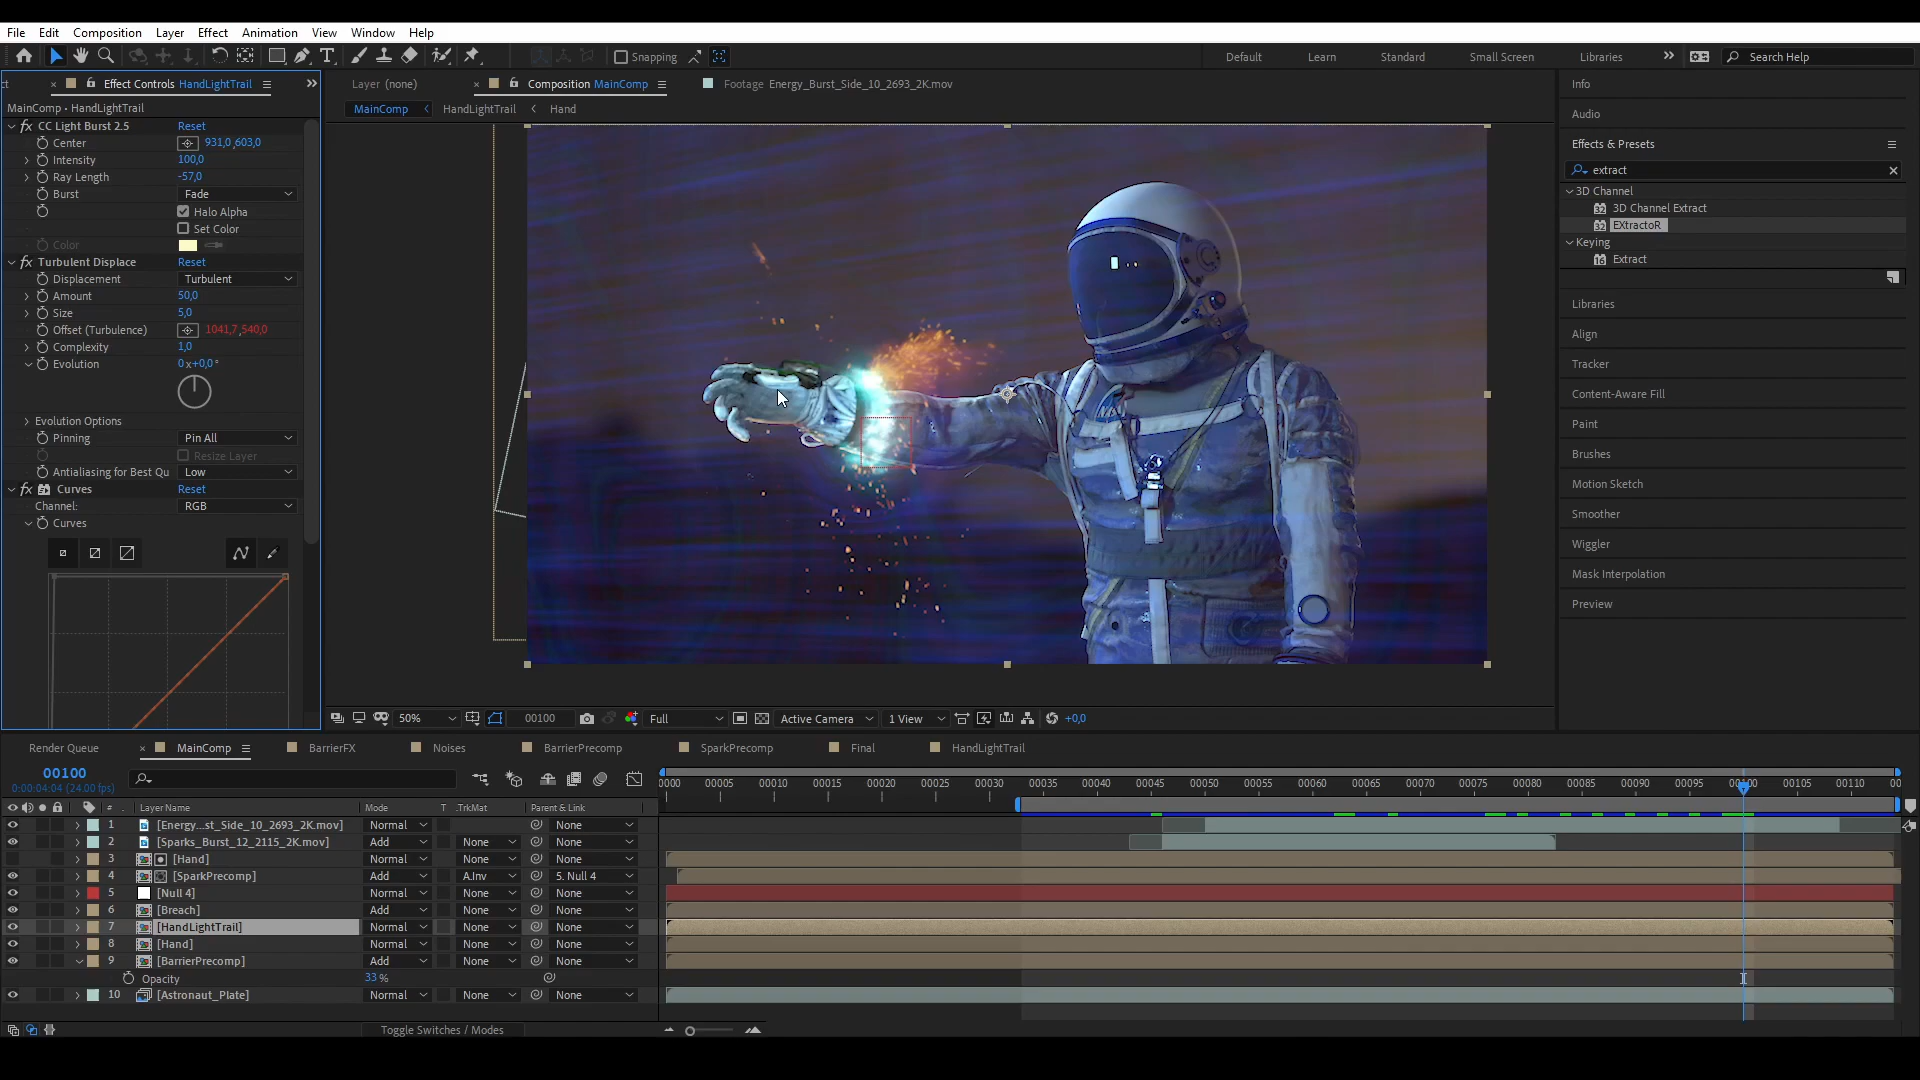 File Edit Composition Layer Effect Animation View Window Help
Snapping Default Learn Standard Small Screen Libraries Search Help
Effect Controls HandLightTrail
Layer (none)
Composition MainComp
Footage Energy_Burst_Side_10_2693_2K.mov
MainComp • HandLightTrail
MainComp HandLightTrail Hand
fx CC Light Burst 2.5 Reset
Center 931,0 ,603,0
Intensity 100,0
Ray Length -57,0
Burst Fade
Halo Alpha
Set Color
Color
fx Turbulent Displace Reset
Displacement Turbulent
Amount 50,0
Size 5,0
Offset (Turbulence) 1041,7 ,540,0
Complexity 1,0
Evolution 0 x+0,0 °
Evolution Options
Pinning Pin All
Resize Layer
Antialiasing for Best Qu Low
fx Curves Reset
Channel: RGB
Curves
Info
Audio
Effects & Presets
extract
3D Channel
32 3D Channel Extract
32 EXtractoR
Keying
16 Extract
Libraries
Align
Tracker
Content-Aware Fill
Paint
Brushes
Motion Sketch
Smoother
Wiggler
Mask Interpolation
Preview
50% 00100 Full Active Camera 1 View +0,0
Render Queue MainComp BarrierFX Noises BarrierPrecomp SparkPrecomp Final HandLightTrail
00100
0:00:04:04 (24.00 fps)
0000 00005 00010 00015 00020 00025 00030 00035 00040 00045 00050 00055 00060 00065 00070 00075 00080 00085 00090 00095 00100 00105 00110 00
# Layer Name Mode T .TrkMat Parent & Link
1 [Energy...st_Side_10_2693_2K.mov] Normal None
2 [Sparks_Burst_12_2115_2K.mov] Add None None
3 [Hand] Normal None None
4 [SparkPrecomp] Add A.Inv 5. Null 4
5 [Null 4] Normal None None
6 [Breach] Add None None
7 [HandLightTrail] Normal None None
8 [Hand] Normal None None
9 [BarrierPrecomp] Add None None
Opacity 33 %
10 [Astronaut_Plate] Normal None None
Toggle Switches / Modes